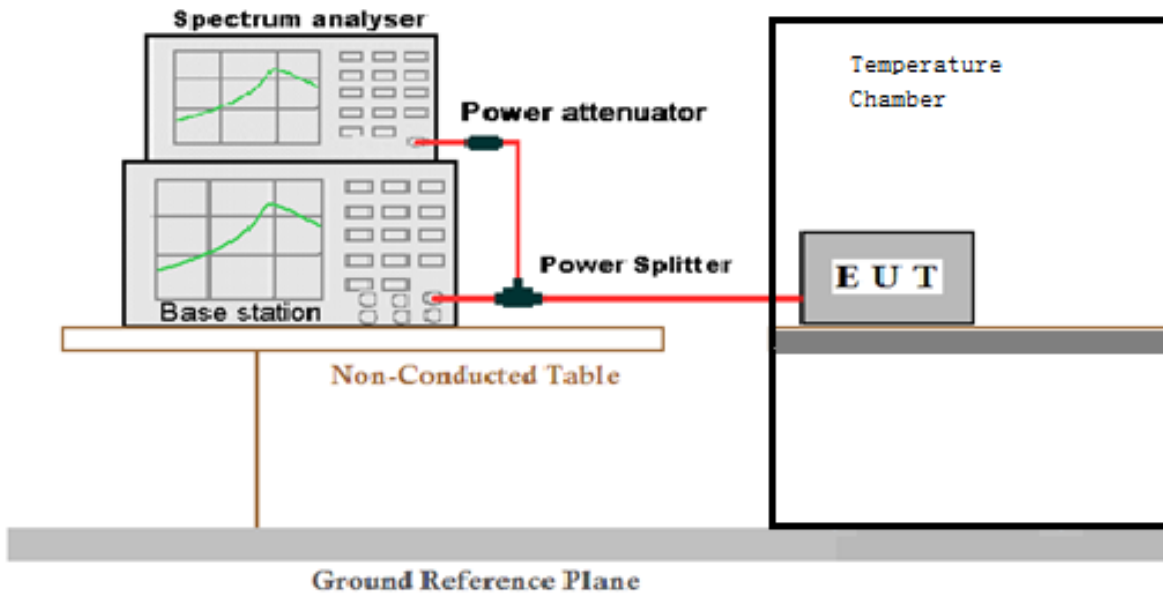 Spectrum analyser
Temperature
Chamber
Power attenuator
Power Splitter
E U T
Base station
Non-Conducted Table
Ground Reference Plane